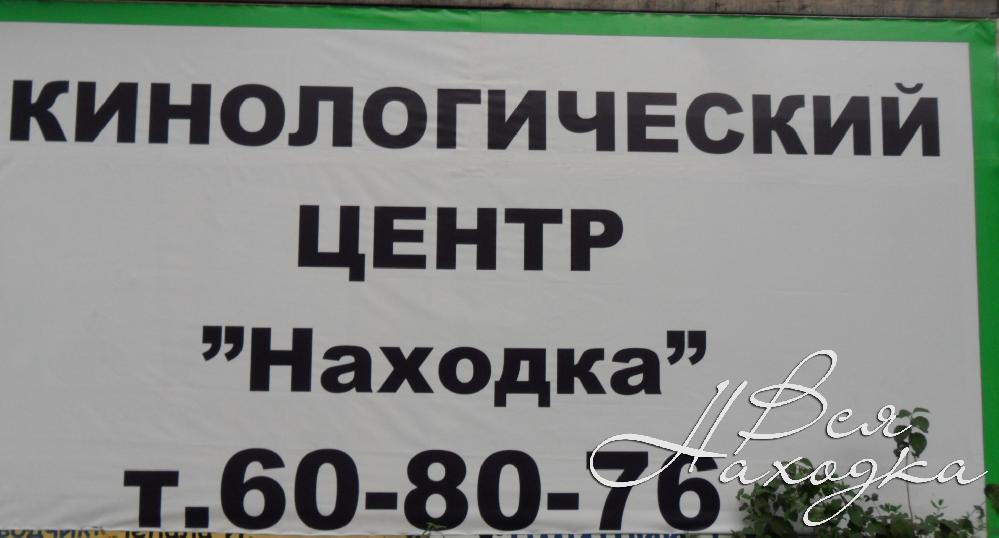 КИНОЛОГИЧЕСКИЙ
ЦЕНТР
”Находка”
т.60-80-76
Вся
Находка